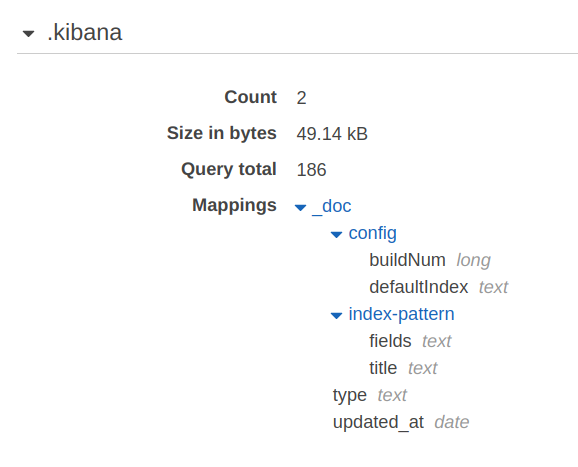 .kibana
Count 2
Size in bytes 49.14 kB
Query total 186
Mappings _doc
config
buildNum long
defaultIndex text
index-pattern
fields text
title text
type text
updated_at date